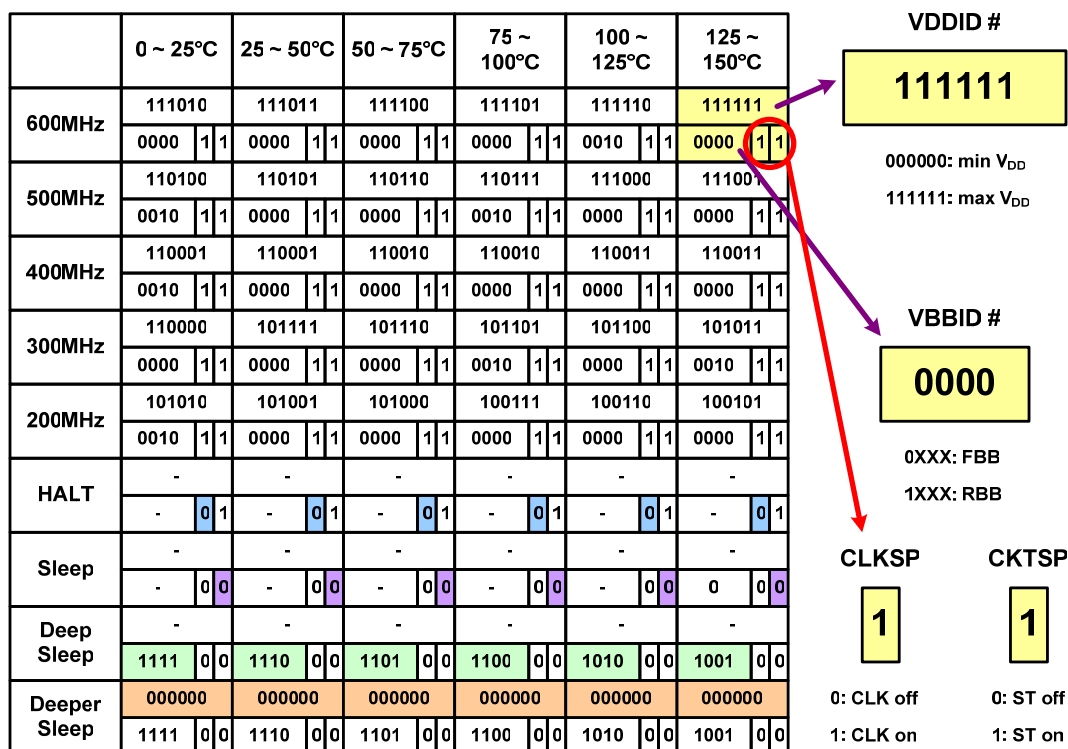 0 ~ 25°C 25 ~ 50°C 50 ~ 75°C 75 ~ 100°C 100 ~ 125°C 125 ~ 150°C
600MHz
111010 111011 111100 111101 111110 111111
0000 1 1 0000 1 1 0000 1 1 0000 1 1 0010 1 1 0000 1 1
500MHz
110100 110101 110110 110111 111000 111001
0010 1 1 0000 1 1 0000 1 1 0010 1 1 0000 1 1 0000 1 1
400MHz
110001 110001 110010 110010 110011 110011
0010 1 1 0000 1 1 0000 1 1 0000 1 1 0000 1 1 0000 1 1
300MHz
110000 101111 101110 101101 101100 101011
0000 1 1 0000 1 1 0000 1 1 0010 1 1 0000 1 1 0010 1 1
200MHz
101010 101001 101000 100111 100110 100101
0010 1 1 0000 1 1 0000 1 1 0000 1 1 0000 1 1 0000 1 1
HALT
- - - - - -
- 0 1 - 0 1 - 0 1 - 0 1 - 0 1 - 0 1
Sleep
- - - - - -
- 0 0 - 0 0 - 0 0 - 0 0 - 0 0 0 0 0
Deep
Sleep
- - - - - -
1111 0 0 1110 0 0 1101 0 0 1100 0 0 1010 0 0 1001 0 0
Deeper
Sleep
000000 000000 000000 000000 000000 000000
1111 0 0 1110 0 0 1101 0 0 1100 0 0 1010 0 0 1001 0 0
VDDID #
111111
000000: min VDD
111111: max VDD
VBBID #
0000
0XXX: FBB
1XXX: RBB
CLKSP CKTSP
1 1
0: CLK off 0: ST off
1: CLK on 1: ST on